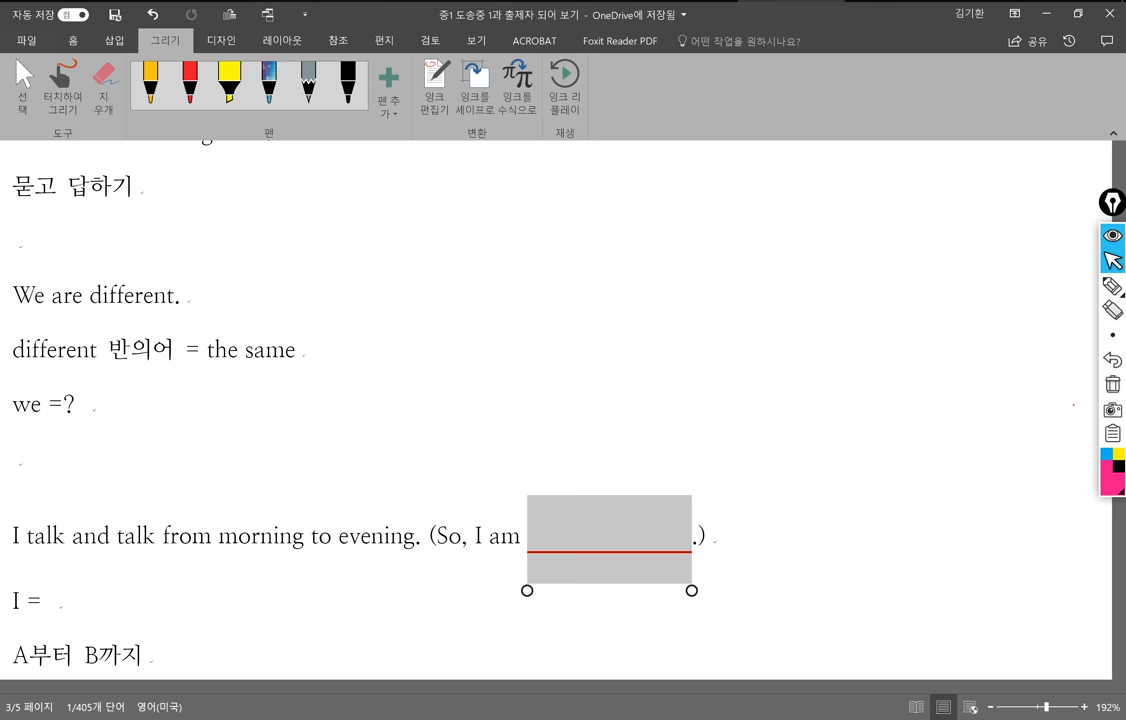 자동 저장 켬 중1 도송중 1과 출제자 되어 보기 - OneDrive에 저장됨 김기환
파일 홈 삽입 그리기 디자인 레이아웃 참조 편지 검토 보기 ACROBAT Foxit Reader PDF 어떤 작업을 원하시나요? 공유
선택 터치하여 그리기 지우개 펜 추가 잉크 편집기 잉크를 셰이프로 잉크를 수식으로 잉크 리플레이
도구 펜 변환 재생
묻고 답하기
We are different.
different 반의어 = the same
we =?
I talk and talk from morning to evening. (So, I am .)
I =
A부터 B까지
3/5 페이지 1/405개 단어 영어(미국) 192%